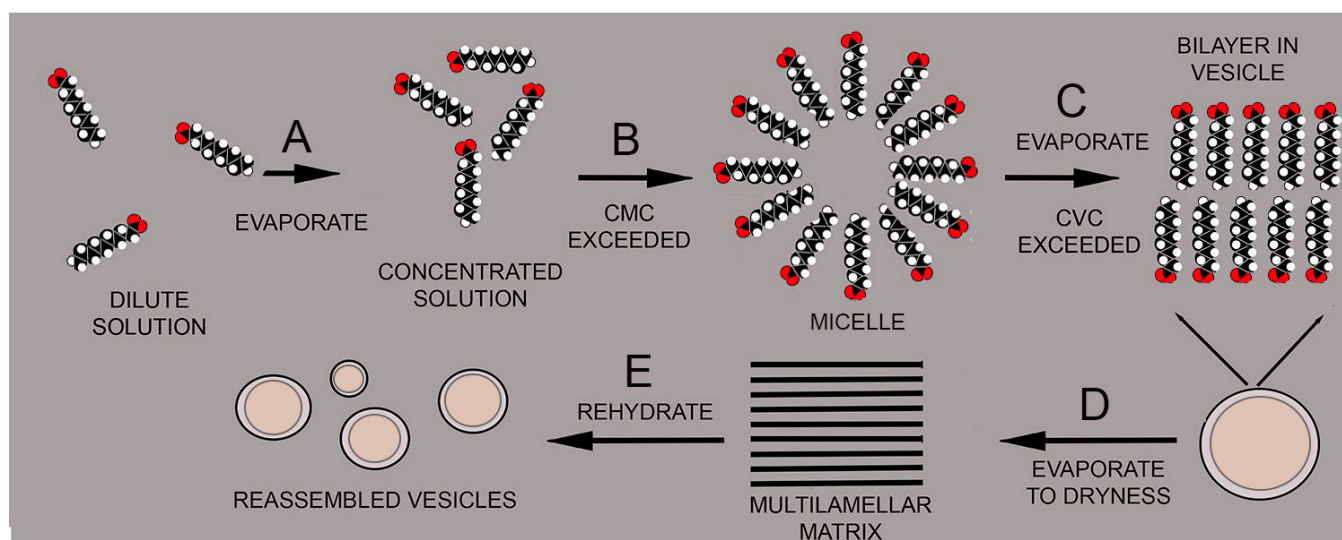 DILUTE
SOLUTION
A
EVAPORATE
CONCENTRATED
SOLUTION
B
CMC
EXCEEDED
MICELLE
C
EVAPORATE
CVC
EXCEEDED
BILAYER IN
VESICLE
D
EVAPORATE
TO DRYNESS
MULTILAMELLAR
MATRIX
E
REHYDRATE
REASSEMBLED VESICLES